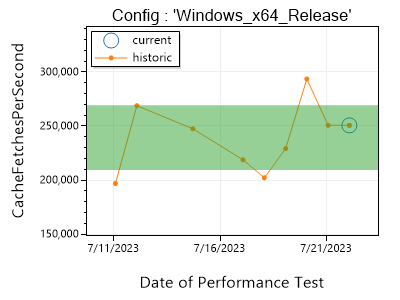 Config : 'Windows_x64_Release'
current
historic
CacheFetchesPerSecond
300,000
250,000
200,000
150,000
7/11/2023
7/16/2023
7/21/2023
Date of Performance Test